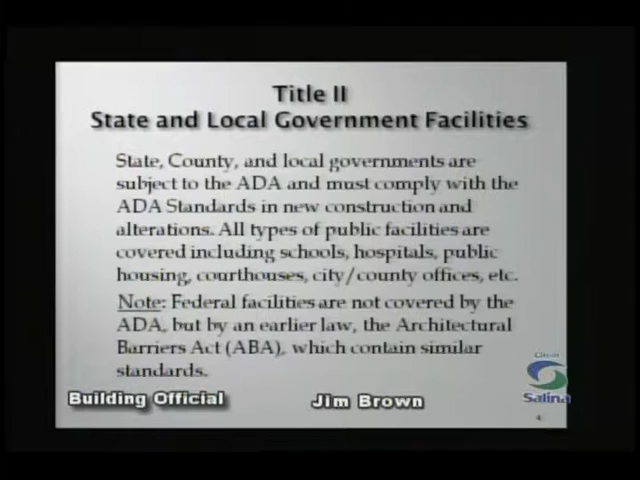 Title II
State and Local Government Facilities
State, County, and local governments are
subject to the ADA and must comply with the
ADA Standards in new construction and
alterations. All types of public facilities are
covered including schools, hospitals, public
housing, courthouses, city/county offices, etc.
Note: Federal facilities are not covered by the
ADA, but by an earlier law, the Architectural
Barriers Act (ABA), which contain similar
standards.
Building Official
Jim Brown
Salina
4